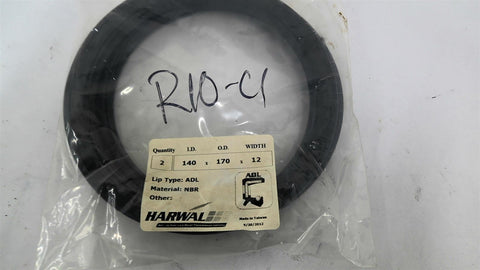 R10-C1
Quantity I.D. O.D. WIDTH
2 140 x 170 x 12
Lip Type: ADL
Material: NBR
Other:
ADL
HARWAL
Made in Taiwan